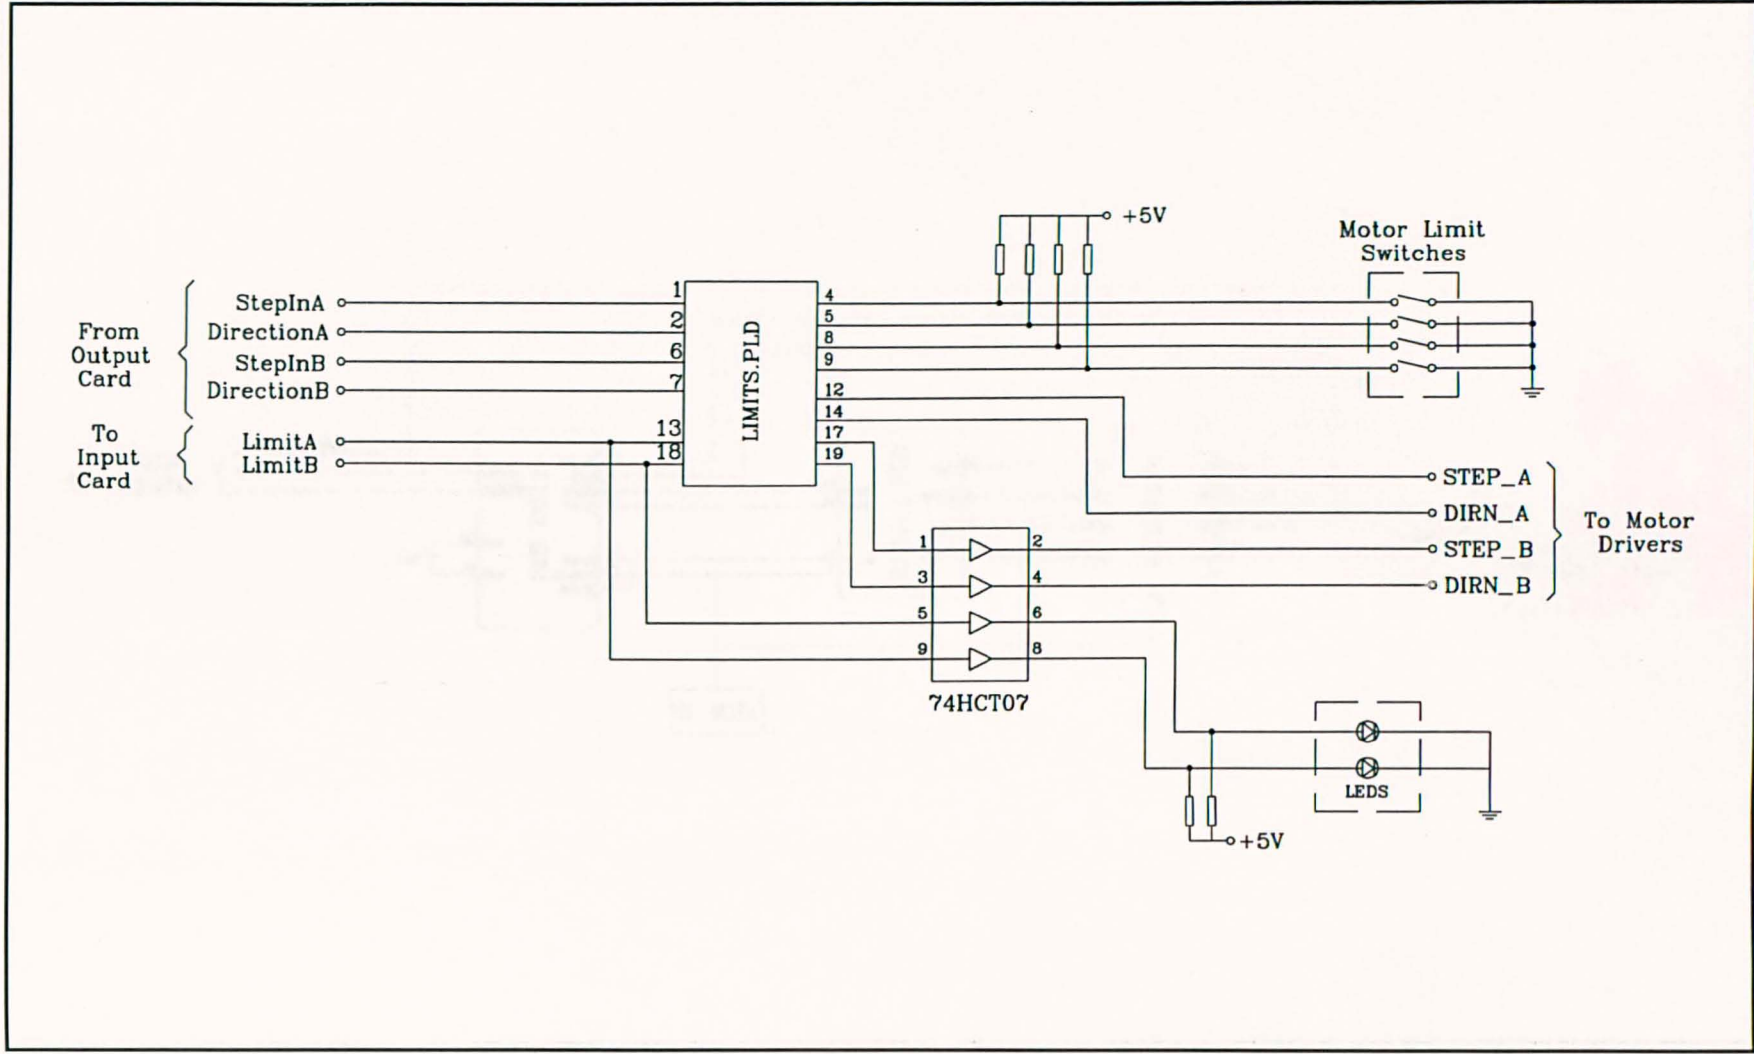 +5V
Motor Limit
Switches
From
Output
Card
StepInA
DirectionA
StepInB
DirectionB
1
2
6
7
LIMITS.PLD
4
5
8
9
12
14
17
19
To
Input
Card
LimitA
LimitB
13
18
STEP_A
DIRN_A
STEP_B
DIRN_B
To Motor
Drivers
1
3
5
9
2
4
6
8
74HCT07
LEDS
+5V